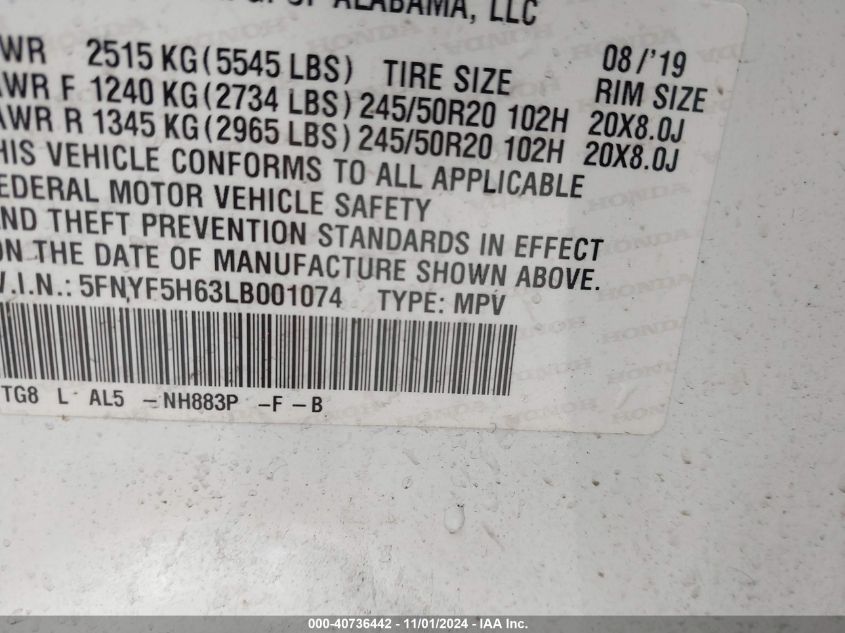 ALABAMA, LLC
WR 2515 KG (5545 LBS) TIRE SIZE 08/'19
AWR F 1240 KG (2734 LBS) 245/50R20 102H RIM SIZE 20X8.0J
AWR R 1345 KG (2965 LBS) 245/50R20 102H 20X8.0J
HIS VEHICLE CONFORMS TO ALL APPLICABLE
EDERAL MOTOR VEHICLE SAFETY
ND THEFT PREVENTION STANDARDS IN EFFECT
ON THE DATE OF MANUFACTURE SHOWN ABOVE.
V.I.N.: 5FNYF5H63LB001074 TYPE: MPV
TG8 L AL5 -NH883P -F -B
000-40736442 - 11/01/2024 - IAA Inc.